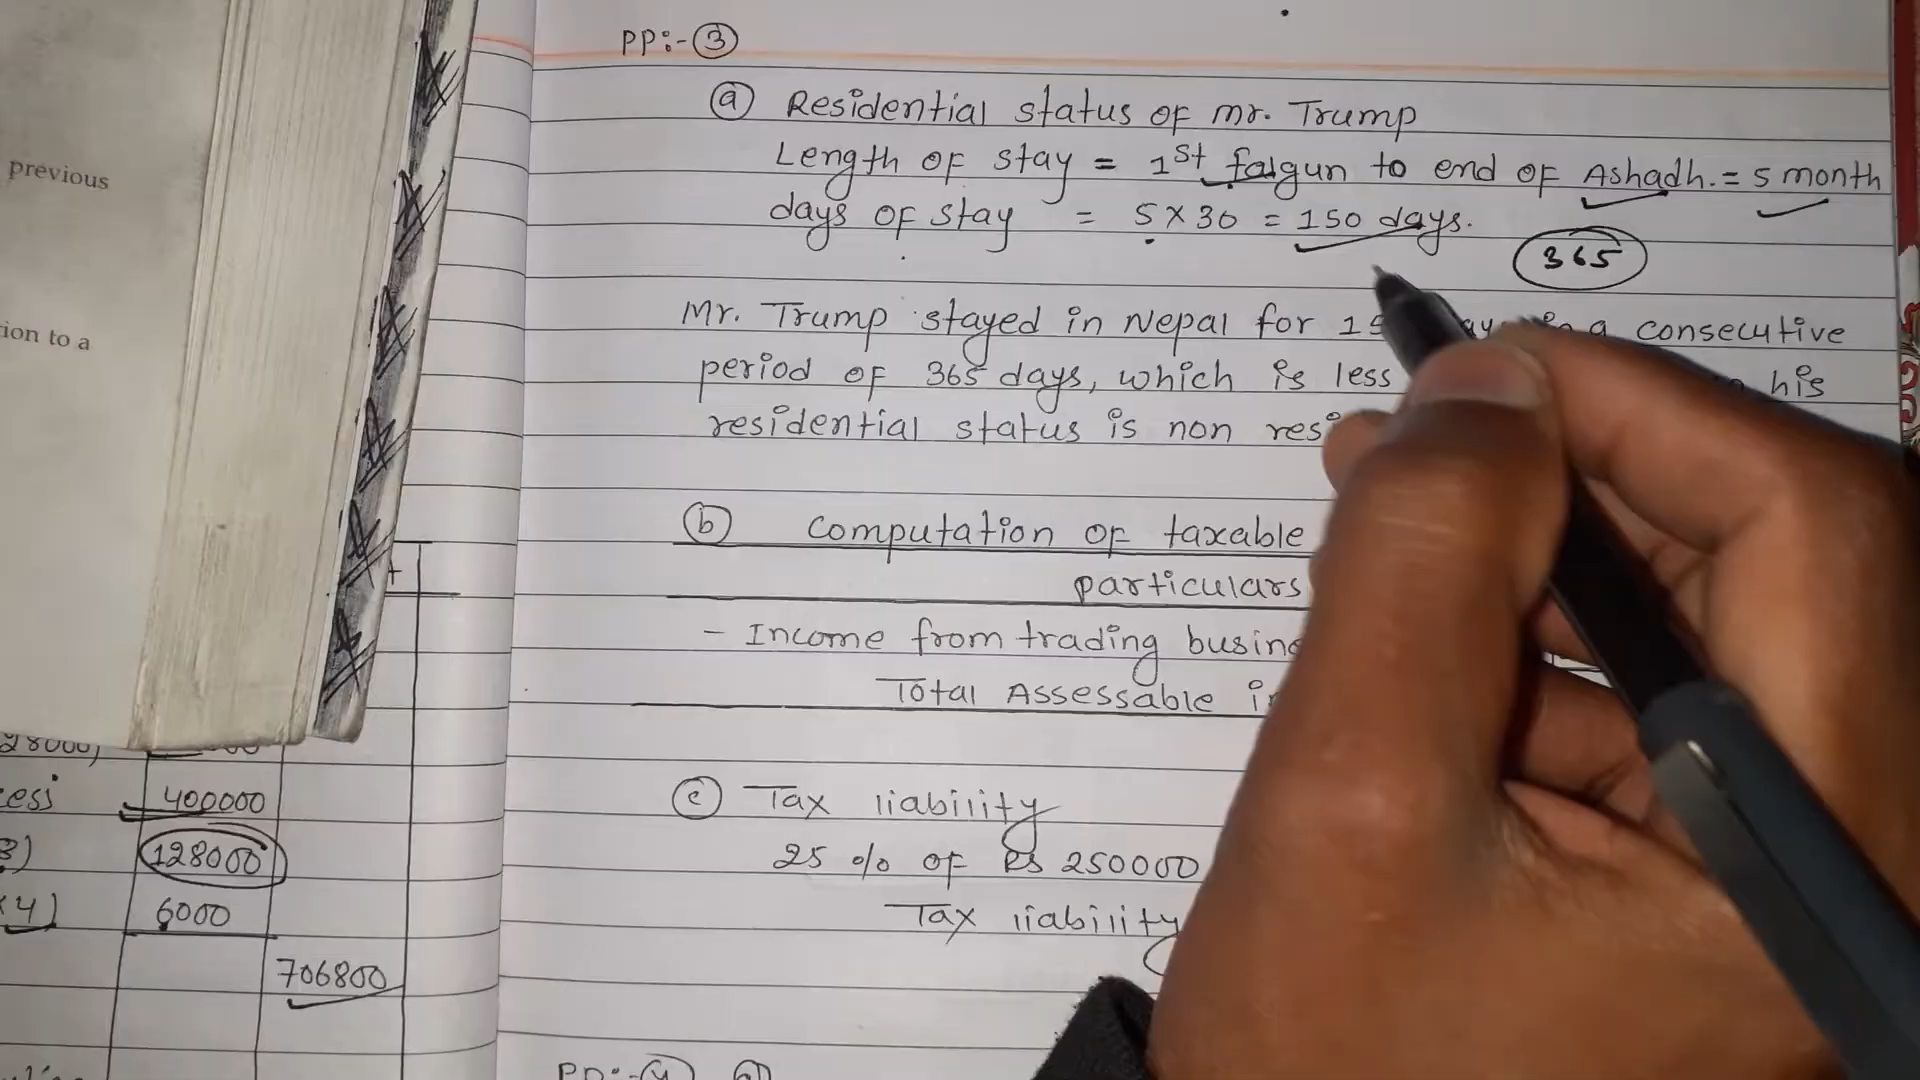 previous
ion to a
400000
128000
6000
706800
PP:- 3
a Residential status of mr. Trump
Length of stay = 1st falgun to end of Ashadh. = 5 month
days of stay = 5 x 30 = 150 days.
365
Mr. Trump stayed in Nepal for a consecutive
period of 365 days, which is less his
residential status is non
b Computation of taxable
particulars
- Income from trading
Total Assessable
c Tax liability
25 % of Rs 250000
Tax liability